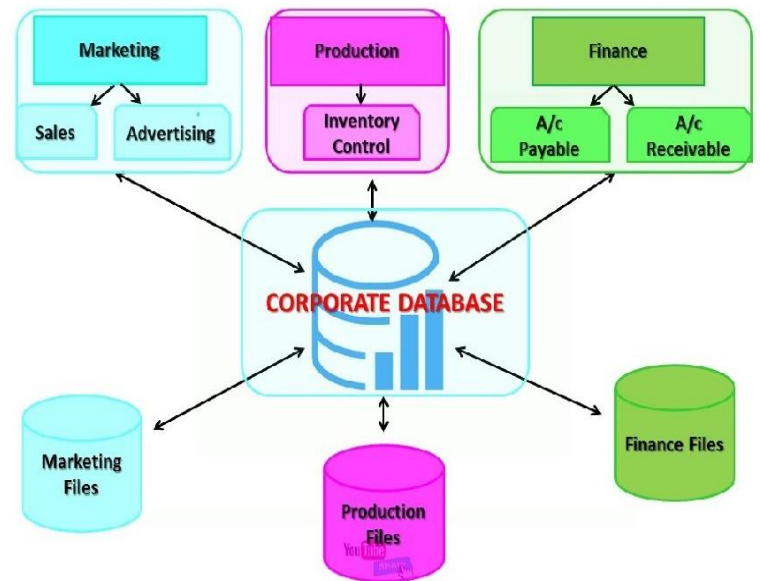 Marketing
Production
Finance
Sales
Advertising
Inventory
Control
A/c
Payable
A/c
Receivable
CORPORATE DATABASE
Marketing
Files
Production
Files
Finance Files
YouTube